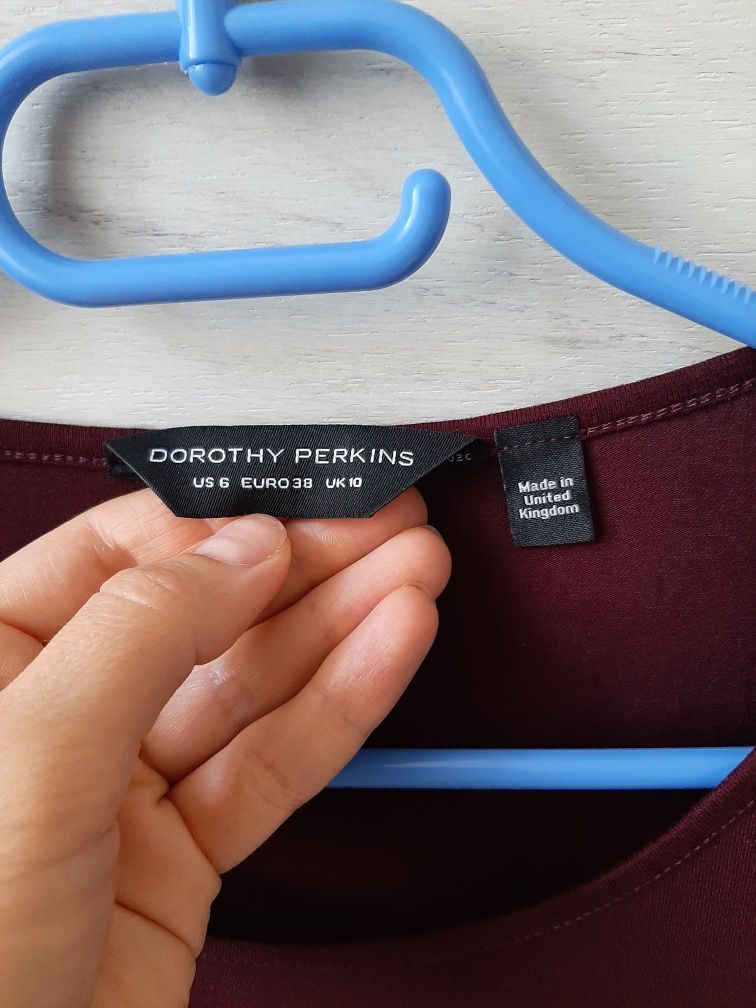 DOROTHY PERKINS
US 6 EURO 38 UK 10
Made in
United
Kingdom